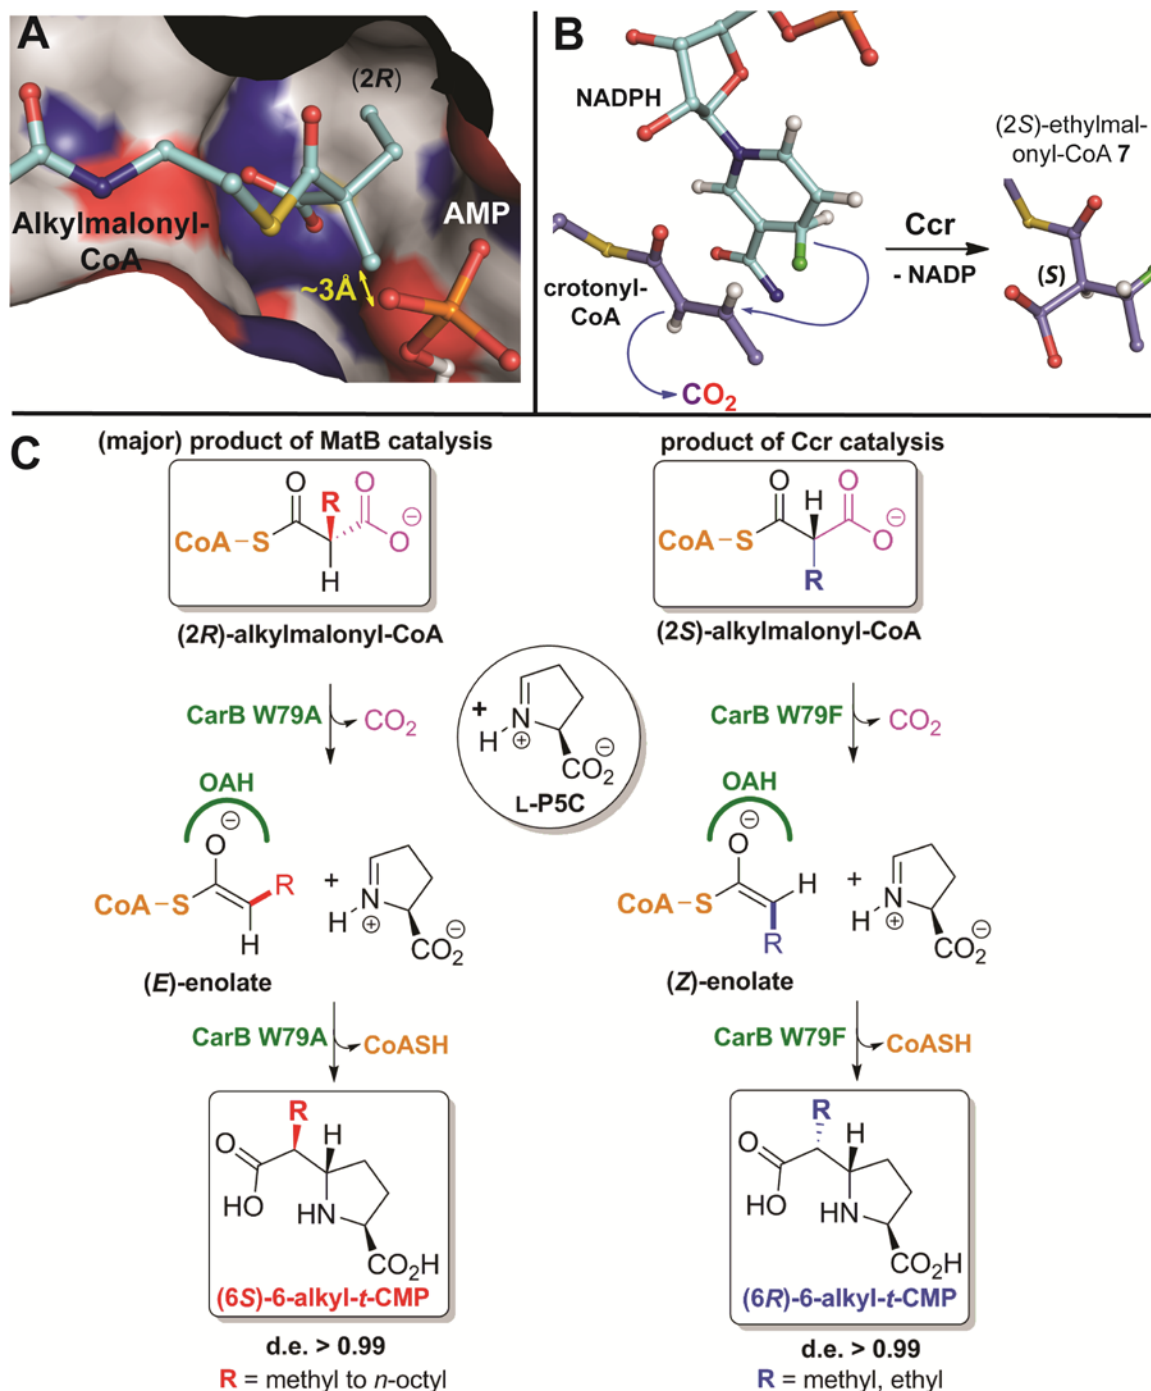 A
(2R)
Alkylmalonyl-
CoA
AMP
~3Å
B
NADPH
crotonyl-
CoA
CO2
Ccr
- NADP
(2S)-ethylmal-
onyl-CoA 7
(S)
C
(major) product of MatB catalysis
O R O
CoA–S O⊖
H
(2R)-alkylmalonyl-CoA
product of Ccr catalysis
O H O
CoA–S O⊖
R
(2S)-alkylmalonyl-CoA
CarB W79A CO2
+ H N⊕ CO2⊖
L-P5C
CarB W79F CO2
OAH
⊖
O
CoA–S R
H
+
H N⊕
CO2⊖
(E)-enolate
OAH
⊖
O
CoA–S H
R
+
H N⊕
CO2⊖
(Z)-enolate
CarB W79A CoASH
CarB W79F CoASH
R
O H
HO HN
CO2H
(6S)-6-alkyl-t-CMP
d.e. > 0.99
R = methyl to n-octyl
R
O H
HO HN
CO2H
(6R)-6-alkyl-t-CMP
d.e. > 0.99
R = methyl, ethyl